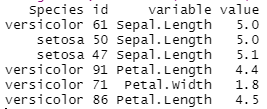 Species id variable value
versicolor 61 Sepal.Length 5.0
setosa 50 Sepal.Length 5.0
setosa 47 Sepal.Length 5.1
versicolor 91 Petal.Length 4.4
versicolor 71 Petal.Width 1.8
versicolor 86 Petal.Length 4.5